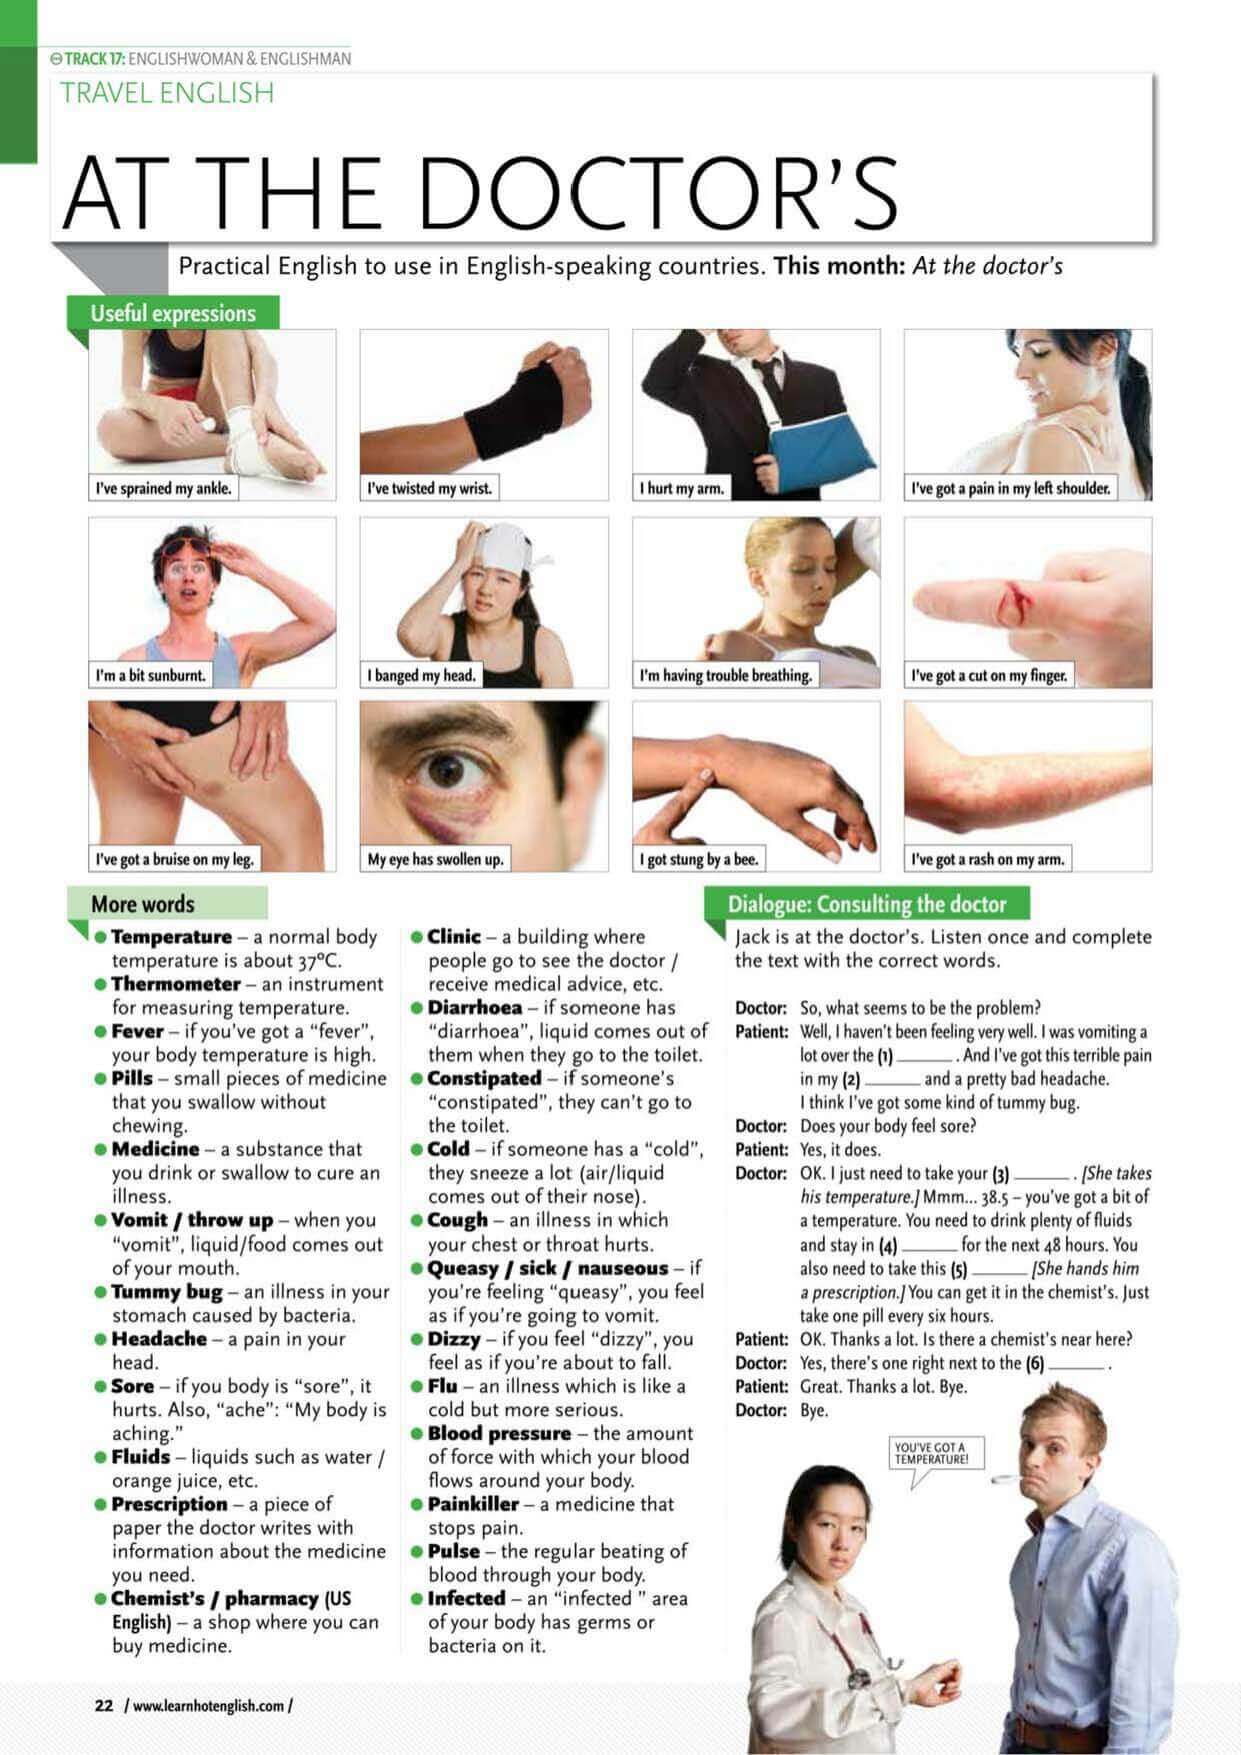 TRACK 17: ENGLISHWOMAN & ENGLISHMAN
TRAVEL ENGLISH
AT THE DOCTOR'S
Practical English to use in English-speaking countries. This month: At the doctor's
Useful expressions
I've sprained my ankle.
I've twisted my wrist.
I hurt my arm.
I've got a pain in my left shoulder.
I'm a bit sunburnt.
I banged my head.
I'm having trouble breathing.
I've got a cut on my finger.
I've got a bruise on my leg.
My eye has swollen up.
I got stung by a bee.
I've got a rash on my arm.
More words
● Temperature – a normal body
temperature is about 37ºC.
● Thermometer – an instrument
for measuring temperature.
● Fever – if you've got a “fever”,
your body temperature is high.
● Pills – small pieces of medicine
that you swallow without
chewing.
● Medicine – a substance that
you drink or swallow to cure an
illness.
● Vomit / throw up – when you
“vomit”, liquid/food comes out
of your mouth.
● Tummy bug – an illness in your
stomach caused by bacteria.
● Headache – a pain in your
head.
● Sore – if you body is “sore”, it
hurts. Also, “ache”: “My body is
aching.”
● Fluids – liquids such as water /
orange juice, etc.
● Prescription – a piece of
paper the doctor writes with
information about the medicine
you need.
● Chemist's / pharmacy (US
English) – a shop where you can
buy medicine.
● Clinic – a building where
people go to see the doctor /
receive medical advice, etc.
● Diarrhoea – if someone has
“diarrhoea”, liquid comes out of
them when they go to the toilet.
● Constipated – if someone's
“constipated”, they can't go to
the toilet.
● Cold – if someone has a “cold”,
they sneeze a lot (air/liquid
comes out of their nose).
● Cough – an illness in which
your chest or throat hurts.
● Queasy / sick / nauseous – if
you're feeling “queasy”, you feel
as if you're going to vomit.
● Dizzy – if you feel “dizzy”, you
feel as if you're about to fall.
● Flu – an illness which is like a
cold but more serious.
● Blood pressure – the amount
of force with which your blood
flows around your body.
● Painkiller – a medicine that
stops pain.
● Pulse – the regular beating of
blood through your body.
● Infected – an “infected ” area
of your body has germs or
bacteria on it.
Dialogue: Consulting the doctor
Jack is at the doctor's. Listen once and complete
the text with the correct words.
Doctor: So, what seems to be the problem?
Patient: Well, I haven't been feeling very well. I was vomiting a
lot over the (1) _______ . And I've got this terrible pain
in my (2) _______ and a pretty bad headache.
I think I've got some kind of tummy bug.
Doctor: Does your body feel sore?
Patient: Yes, it does.
Doctor: OK. I just need to take your (3) _______ . [She takes
his temperature.] Mmm... 38.5 – you've got a bit of
a temperature. You need to drink plenty of fluids
and stay in (4) _______ for the next 48 hours. You
also need to take this (5) _______ [She hands him
a prescription.] You can get it in the chemist's. Just
take one pill every six hours.
Patient: OK. Thanks a lot. Is there a chemist's near here?
Doctor: Yes, there's one right next to the (6) _______ .
Patient: Great. Thanks a lot. Bye.
Doctor: Bye.
YOU'VE GOT A
TEMPERATURE!
22 / www.learnhotenglish.com /